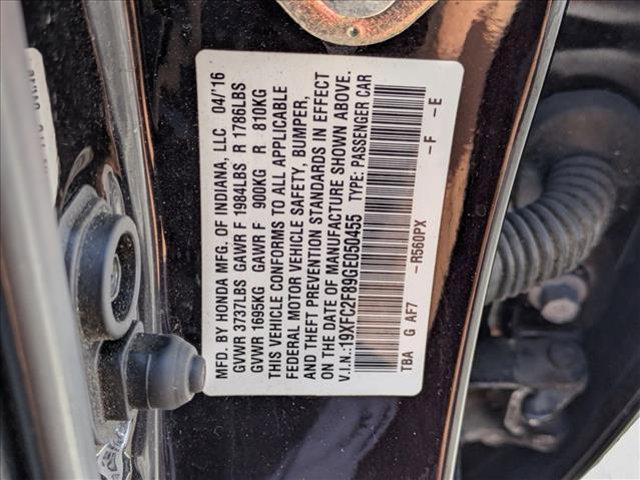 MFD. BY HONDA MFG. OF INDIANA, LLC 04/'16
GVWR 3737LBS GAWR F 1984LBS R 1786LBS
GVWR 1695KG GAWR F 900KG R 810KG
THIS VEHICLE CONFORMS TO ALL APPLICABLE
FEDERAL MOTOR VEHICLE SAFETY, BUMPER,
AND THEFT PREVENTION STANDARDS IN EFFECT
ON THE DATE OF MANUFACTURE SHOWN ABOVE.
V.I.N.:19XFC2F89GE050455 TYPE: PASSENGER CAR
TBA G AF7 -R560PX -F -E